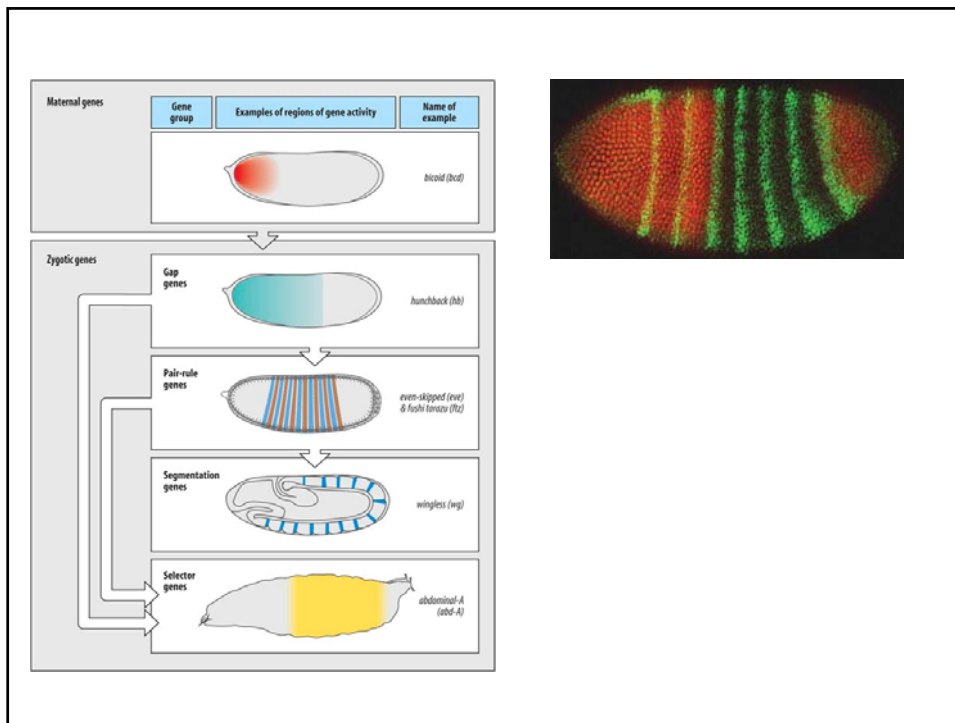 Maternal genes
Gene
group
Examples of regions of gene activity
Name of
example
bicoid (bcd)
Zygotic genes
Gap
genes
hunchback (hb)
Pair-rule
genes
even-skipped (eve)
& fushi tarazu (ftz)
Segmentation
genes
wingless (wg)
Selector
genes
abdominal-A
(abd-A)